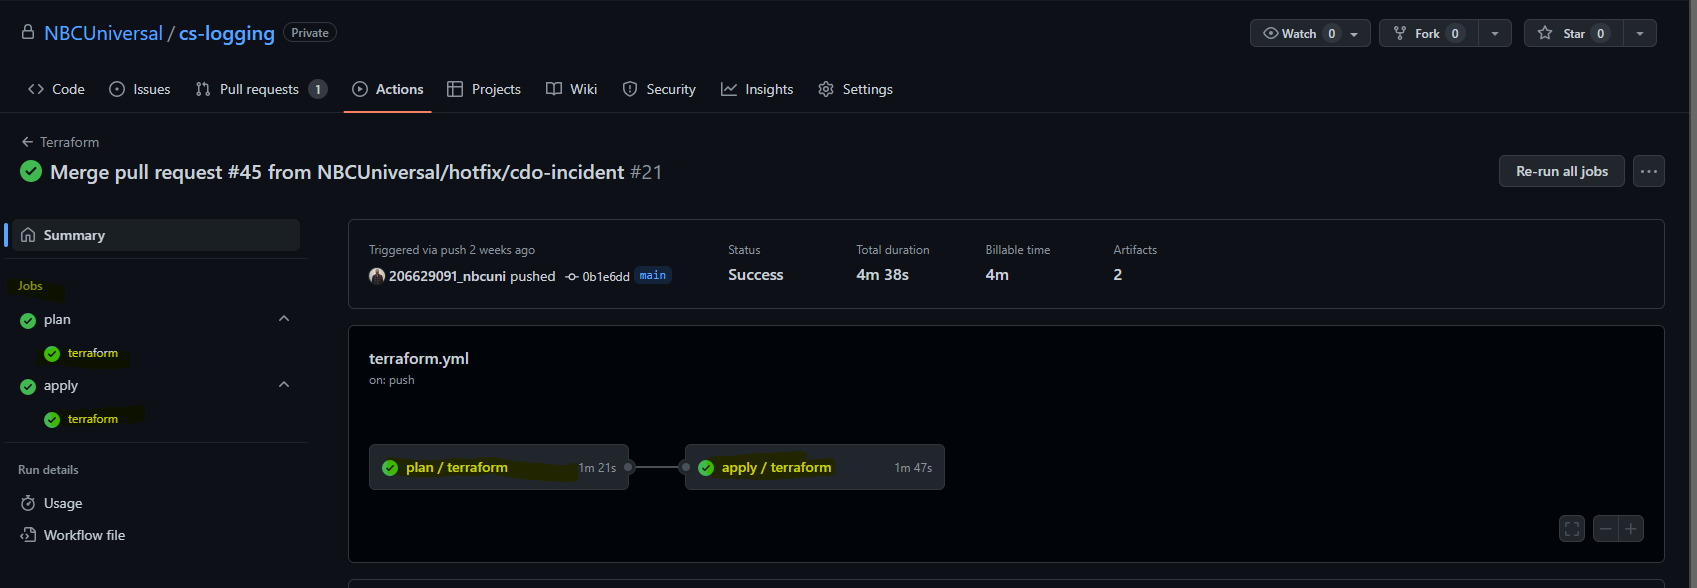 NBCUniversal / cs-logging Private
Watch 0 Fork 0 Star 0
Code Issues Pull requests 1 Actions Projects Wiki Security Insights Settings
Terraform
Merge pull request #45 from NBCUniversal/hotfix/cdo-incident #21
Re-run all jobs
Summary
Jobs
plan
terraform
apply
terraform
Run details
Usage
Workflow file
Triggered via push 2 weeks ago
206629091_nbcuni pushed 0b1e6dd main
Status
Success
Total duration
4m 38s
Billable time
4m
Artifacts
2
terraform.yml
on: push
plan / terraform 1m 21s
apply / terraform 1m 47s